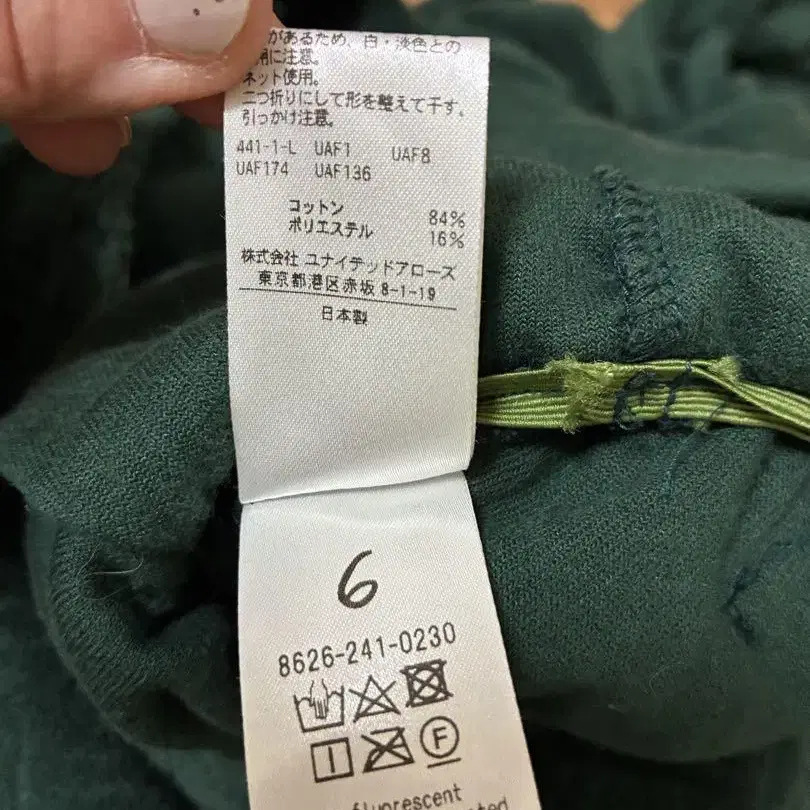 があるため、白・淡色との
用に注意。
ネット使用。
二つ折りにして形を整えて干す。
引っかけ注意。
441-1-L UAF1 UAF8
UAF174 UAF136
コットン 84%
ポリエステル 16%
株式会社 ユナイテッドアローズ
東京都港区赤坂 8-1-19
日本製
6
8626-241-0230
F
fluorescent